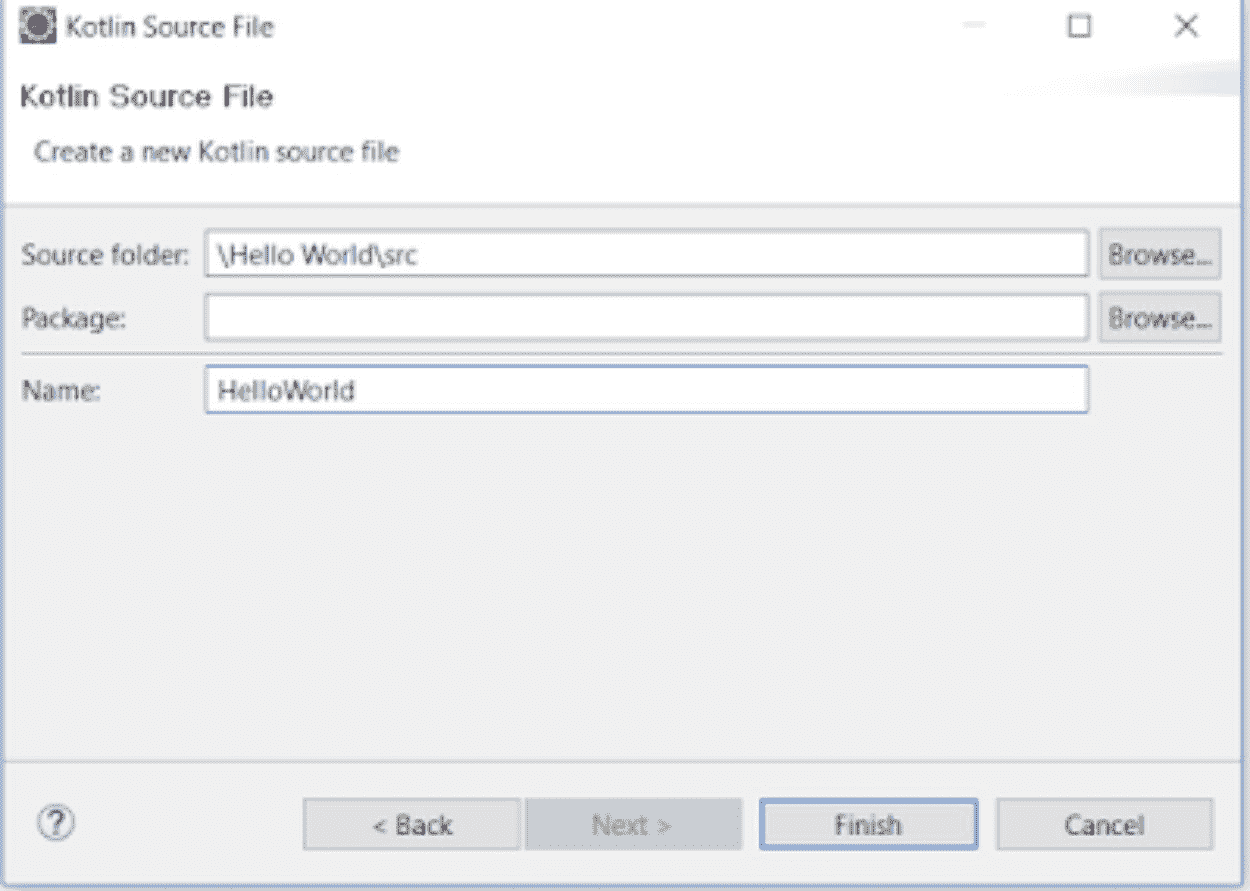 Kotlin Source File
Kotlin Source File
Create a new Kotlin source file
Source folder: \Hello World\src Browse...
Package: Browse...
Name: HelloWorld
? < Back Next > Finish Cancel